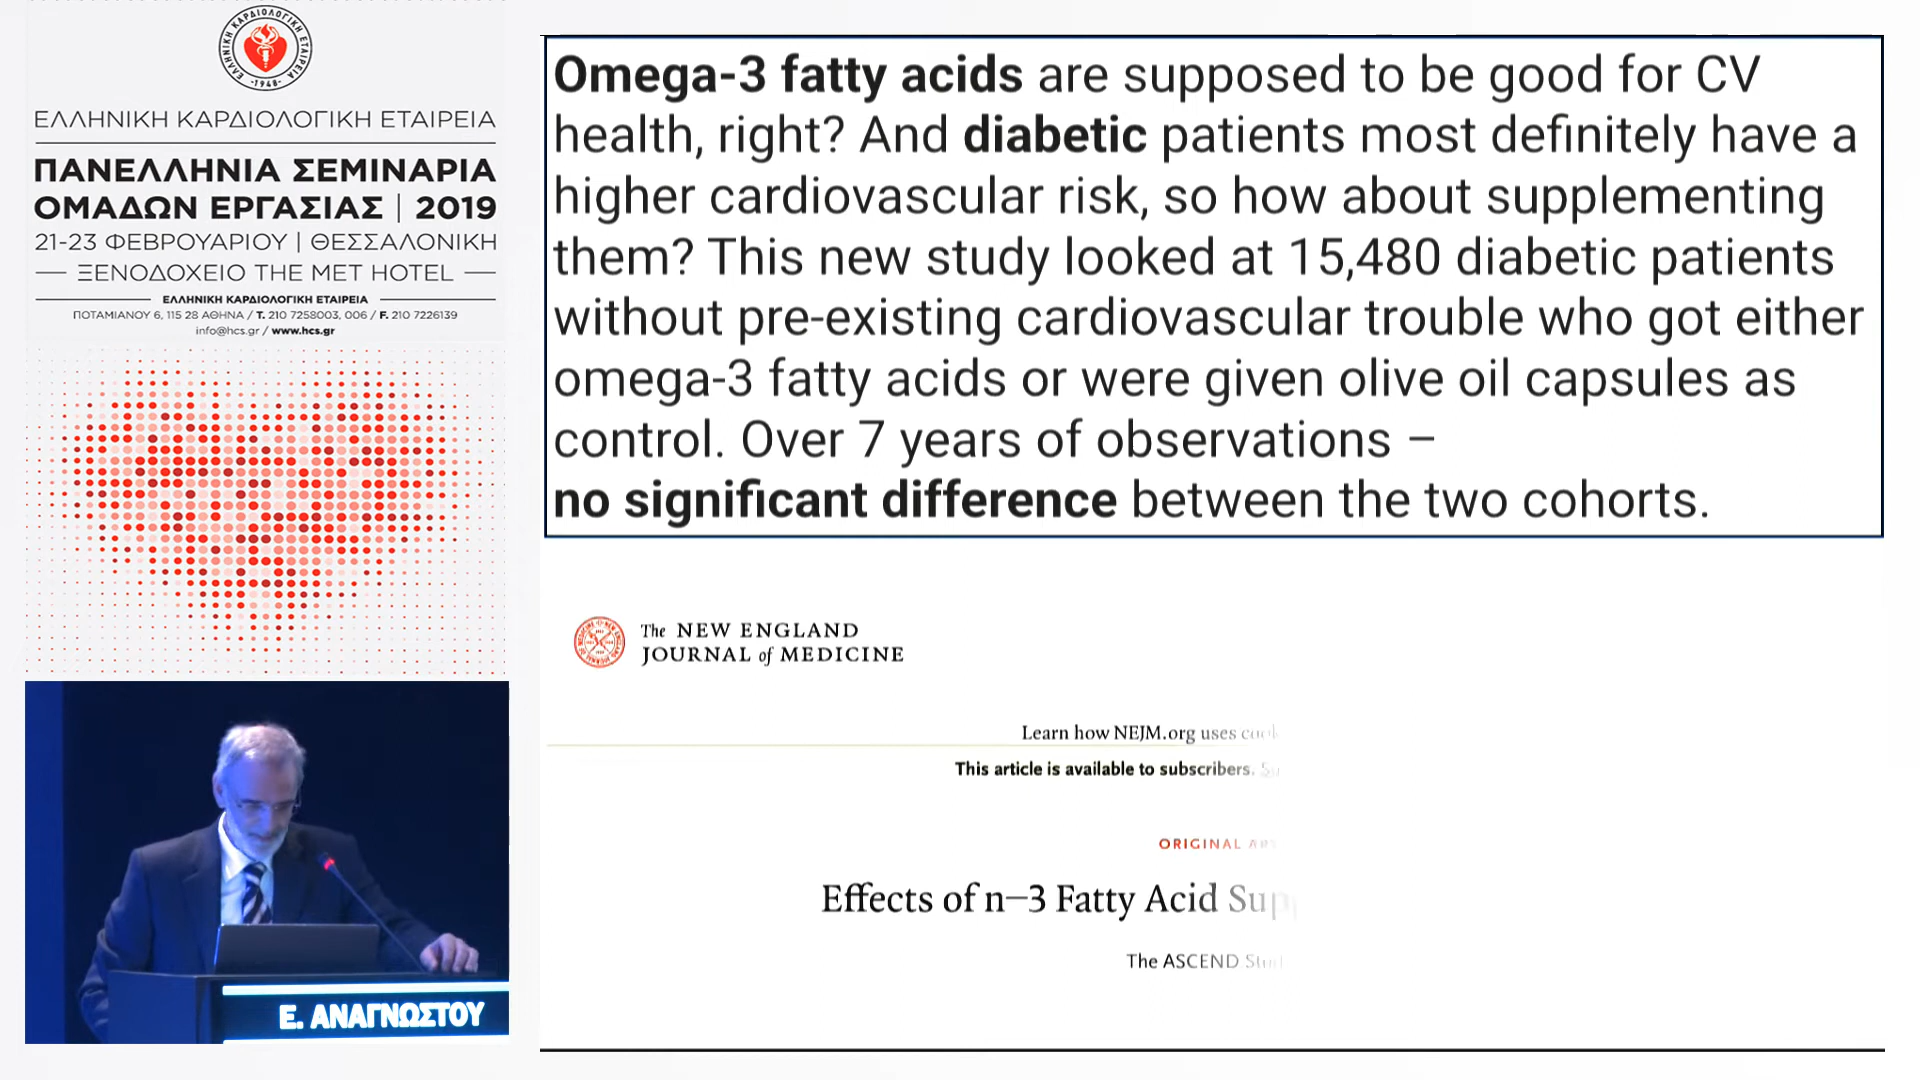 ΕΛΛΗΝΙΚΗ ΚΑΡΔΙΟΛΟΓΙΚΗ ΕΤΑΙΡΕΙΑ
-1948-
ΕΛΛΗΝΙΚΗ ΚΑΡΔΙΟΛΟΓΙΚΗ ΕΤΑΙΡΕΙΑ
ΠΑΝΕΛΛΗΝΙΑ ΣΕΜΙΝΑΡΙΑ
ΟΜΑΔΩΝ ΕΡΓΑΣΙΑΣ | 2019
21-23 ΦΕΒΡΟΥΑΡΙΟΥ | ΘΕΣΣΑΛΟΝΙΚΗ
ΞΕΝΟΔΟΧΕΙΟ THE MET HOTEL
ΕΛΛΗΝΙΚΗ ΚΑΡΔΙΟΛΟΓΙΚΗ ΕΤΑΙΡΕΙΑ
ΠΟΤΑΜΙΑΝΟΥ 6, 115 28 ΑΘΗΝΑ / T. 210 7258003, 006 / F. 210 7226139
info@hcs.gr / www.hcs.gr
Ε. ΑΝΑΓΝΩΣΤΟΥ
Omega-3 fatty acids are supposed to be good for CV
health, right? And diabetic patients most definitely have a
higher cardiovascular risk, so how about supplementing
them? This new study looked at 15,480 diabetic patients
without pre-existing cardiovascular trouble who got either
omega-3 fatty acids or were given olive oil capsules as
control. Over 7 years of observations –
no significant difference between the two cohorts.
The NEW ENGLAND
JOURNAL of MEDICINE
Learn how NEJM.org uses
This article is available to subscribers.
ORIGINAL
Effects of n–3 Fatty Acid
The ASCEND